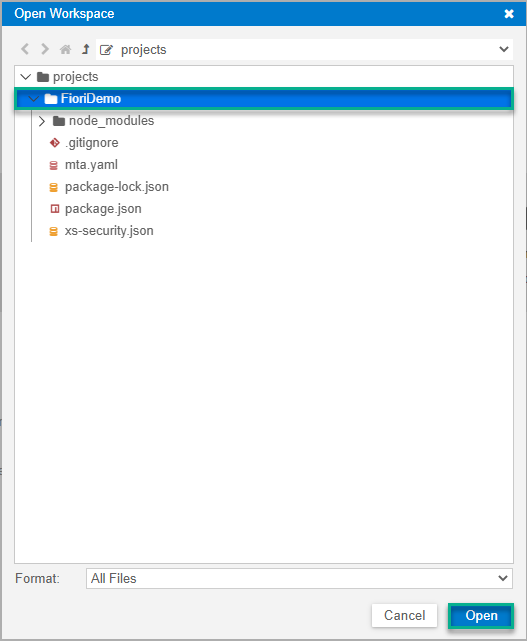 Open Workspace
projects
projects
FioriDemo
node_modules
.gitignore
mta.yaml
package-lock.json
package.json
xs-security.json
Format:
All Files
Cancel
Open